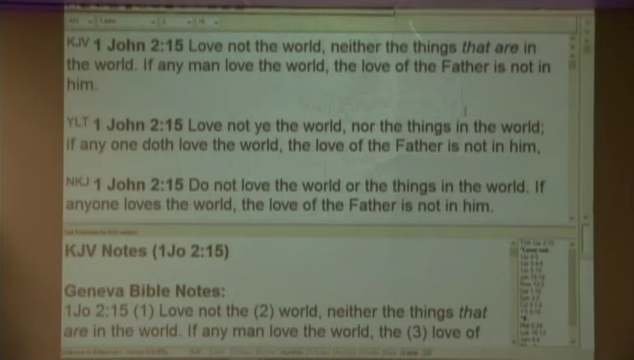 KJV 1 John 2:15 Love not the world, neither the things that are in
the world. If any man love the world, the love of the Father is not in
him.
YLT 1 John 2:15 Love not ye the world, nor the things in the world;
if any one doth love the world, the love of the Father is not in him,
NKJ 1 John 2:15 Do not love the world or the things in the world. If
anyone loves the world, the love of the Father is not in him.
KJV Notes (1Jo 2:15)
Geneva Bible Notes:
1Jo 2:15 (1) Love not the (2) world, neither the things that
are in the world. If any man love the world, the (3) love of